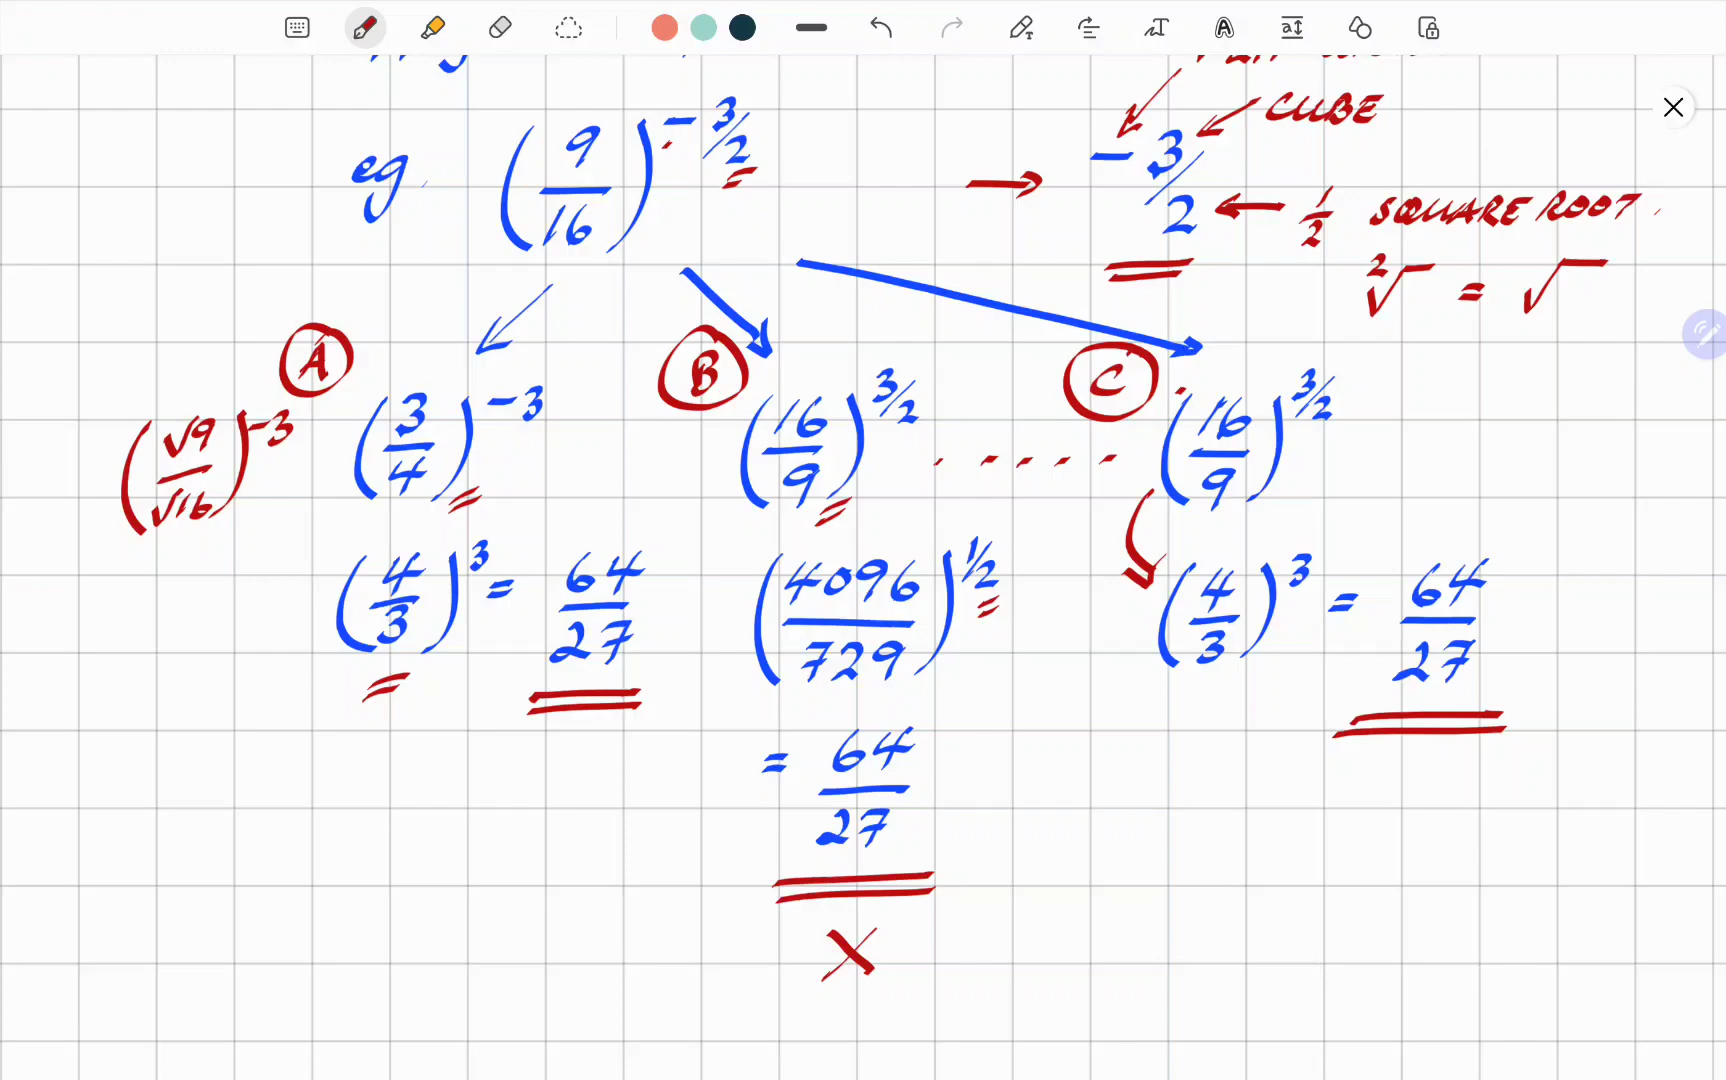 CUBE
eg. (9/16)^-3/2 → -3/2 ← 1/2 SQUARE ROOT.
²√ = √
A B C
(√9/√16)^-3 (3/4)^-3 (16/9)^3/2 ..... (16/9)^3/2
(4/3)^3 = 64/27 (4096/729)^1/2 (4/3)^3 = 64/27
= 64/27
X